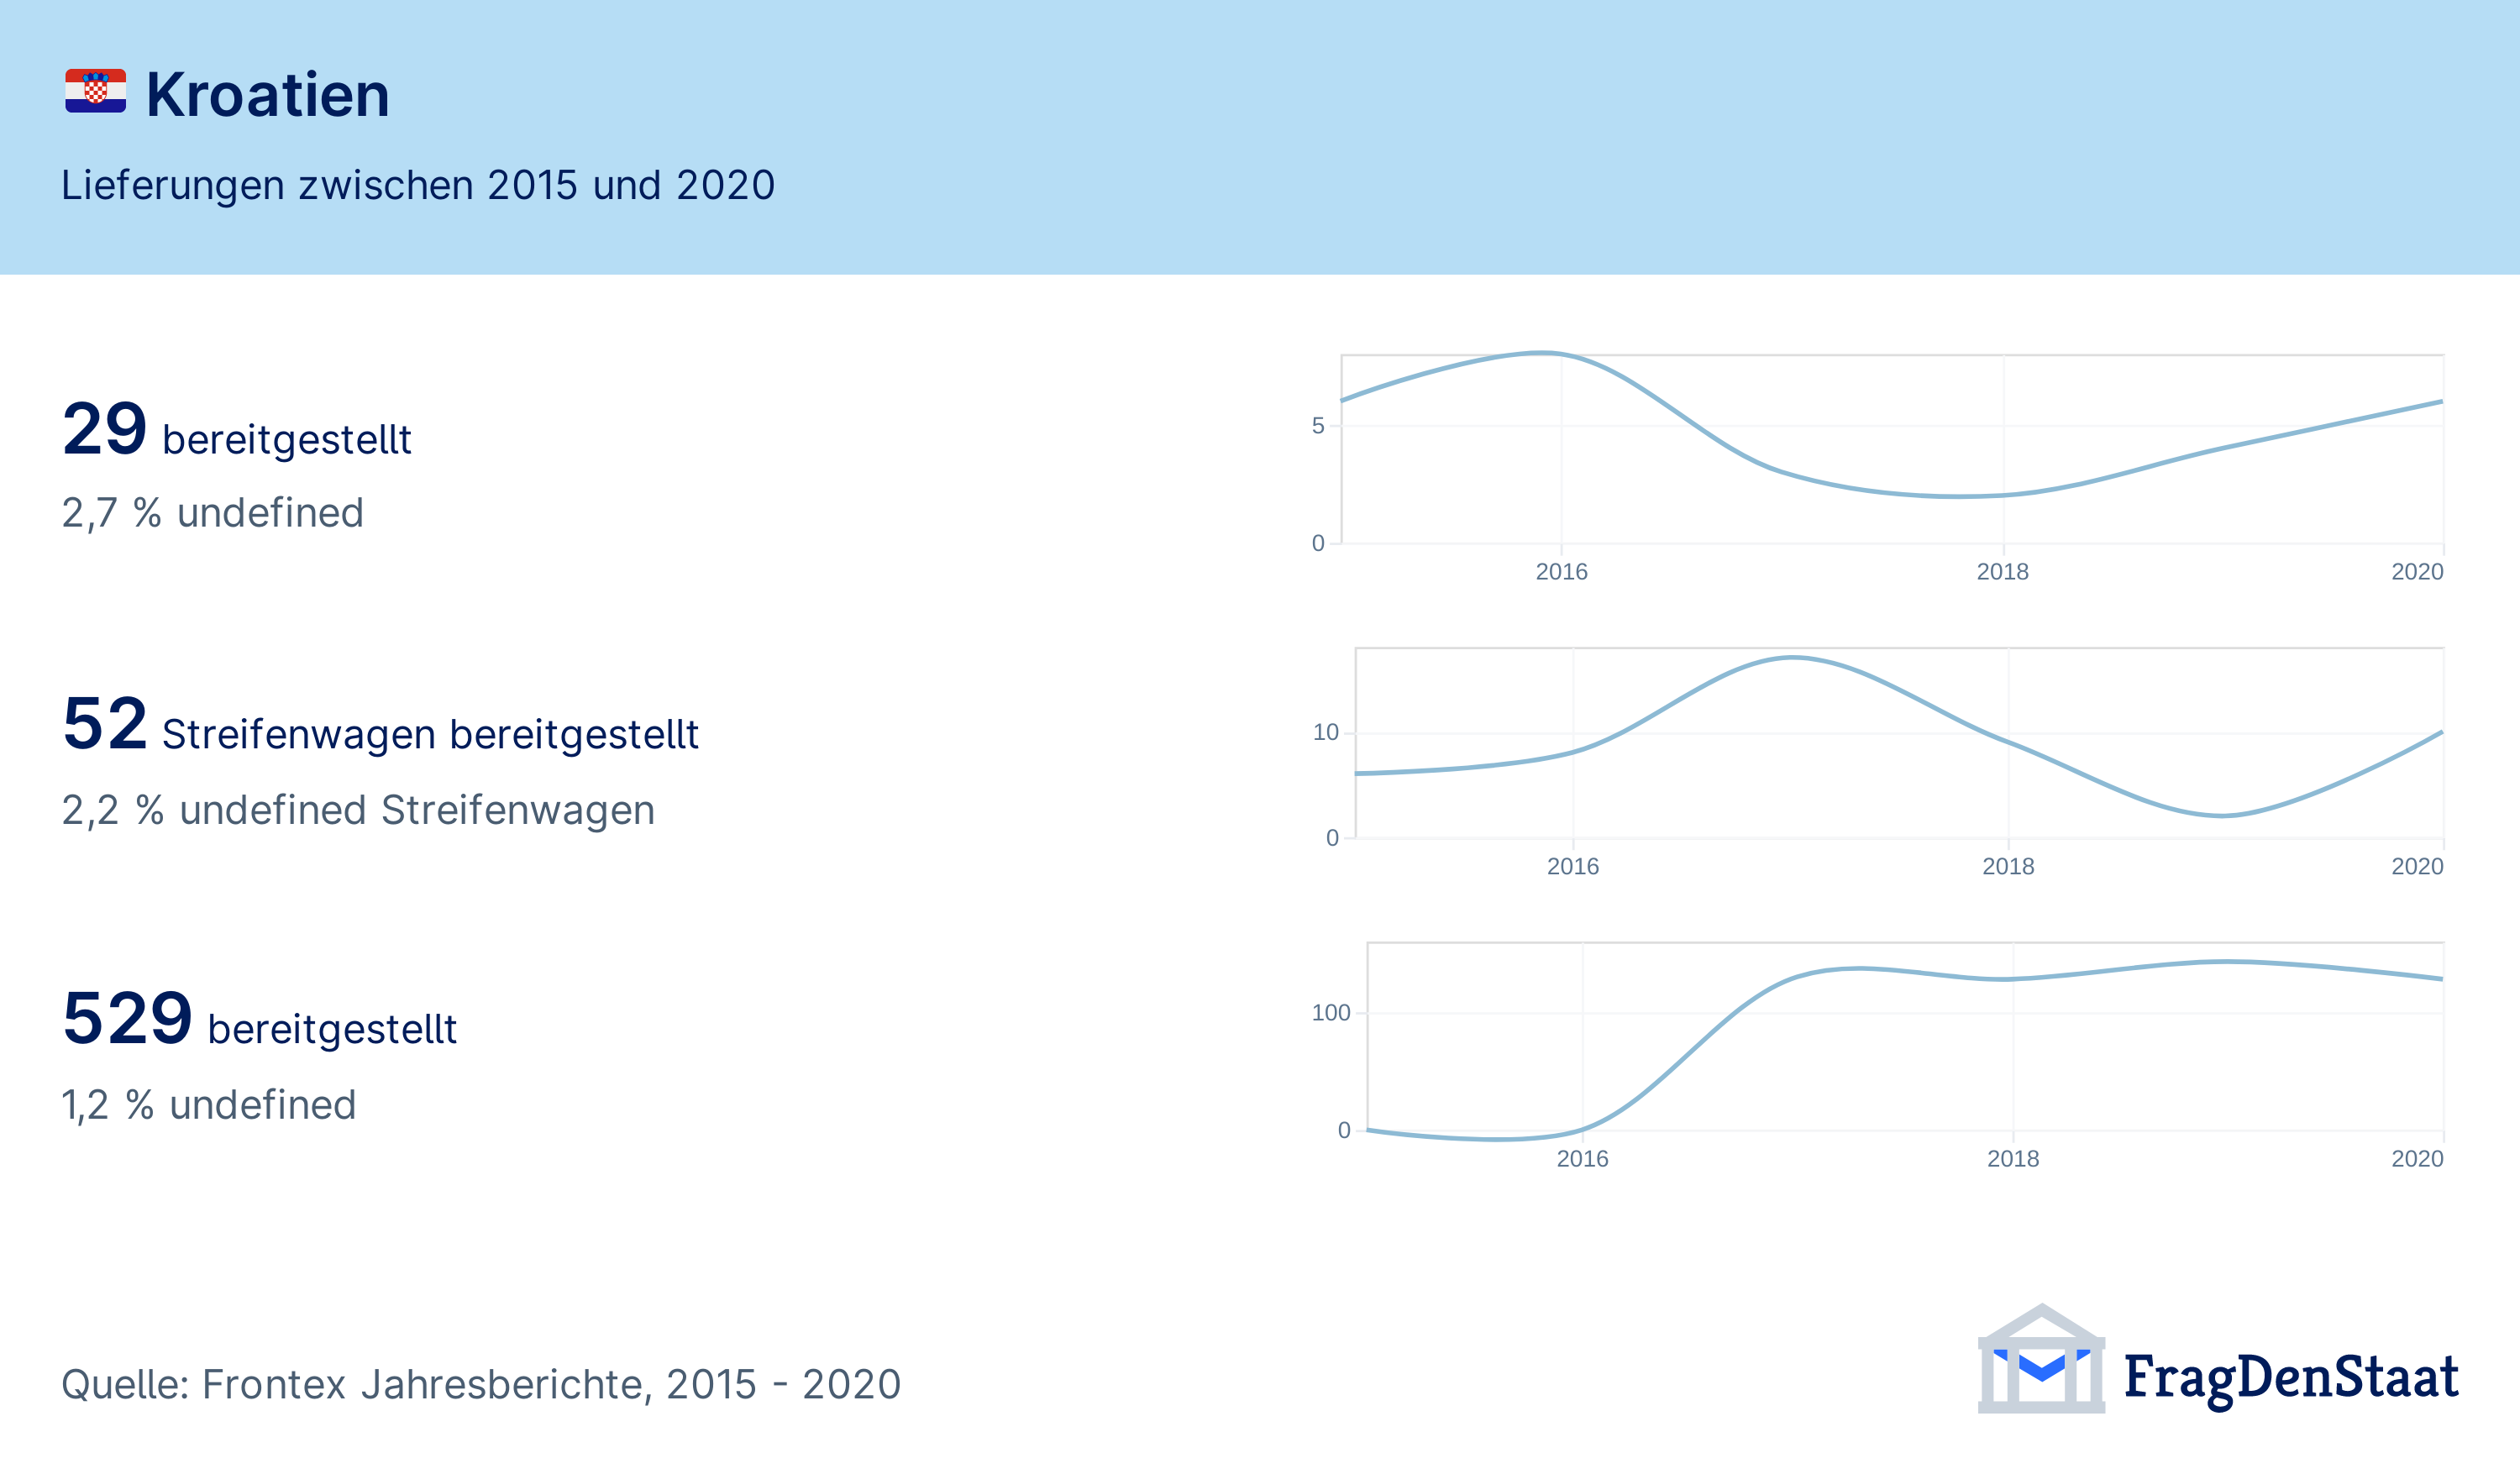 Kroatien
Lieferungen zwischen 2015 und 2020
29 bereitgestellt
2,7 % undefined
5
0
2016 2018 2020
52 Streifenwagen bereitgestellt
2,2 % undefined Streifenwagen
10
0
2016 2018 2020
529 bereitgestellt
1,2 % undefined
100
0
2016 2018 2020
Quelle: Frontex Jahresberichte, 2015 - 2020
FragDenStaat